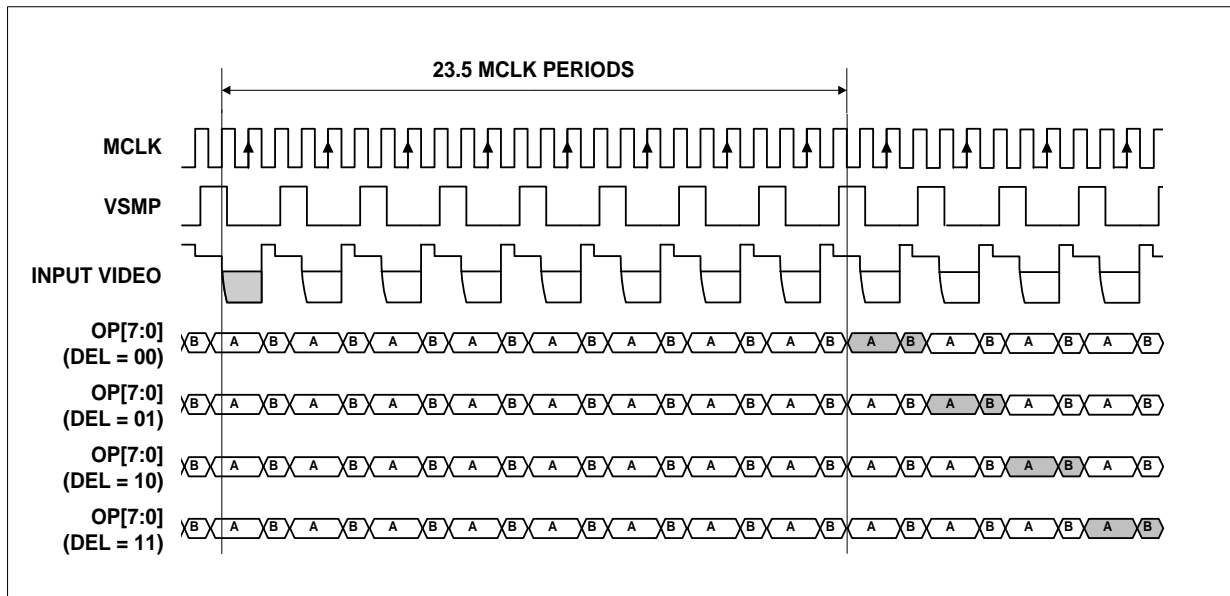 23.5 MCLK PERIODS
MCLK
VSMP
INPUT VIDEO
OP[7:0]
(DEL = 00)
B A B A B A B A B A B A B A B A B A B A B A B A B
OP[7:0]
(DEL = 01)
B A B A B A B A B A B A B A B A B A B A B A B A B
OP[7:0]
(DEL = 10)
B A B A B A B A B A B A B A B A B A B A B A B A B
OP[7:0]
(DEL = 11)
B A B A B A B A B A B A B A B A B A B A B A B A B